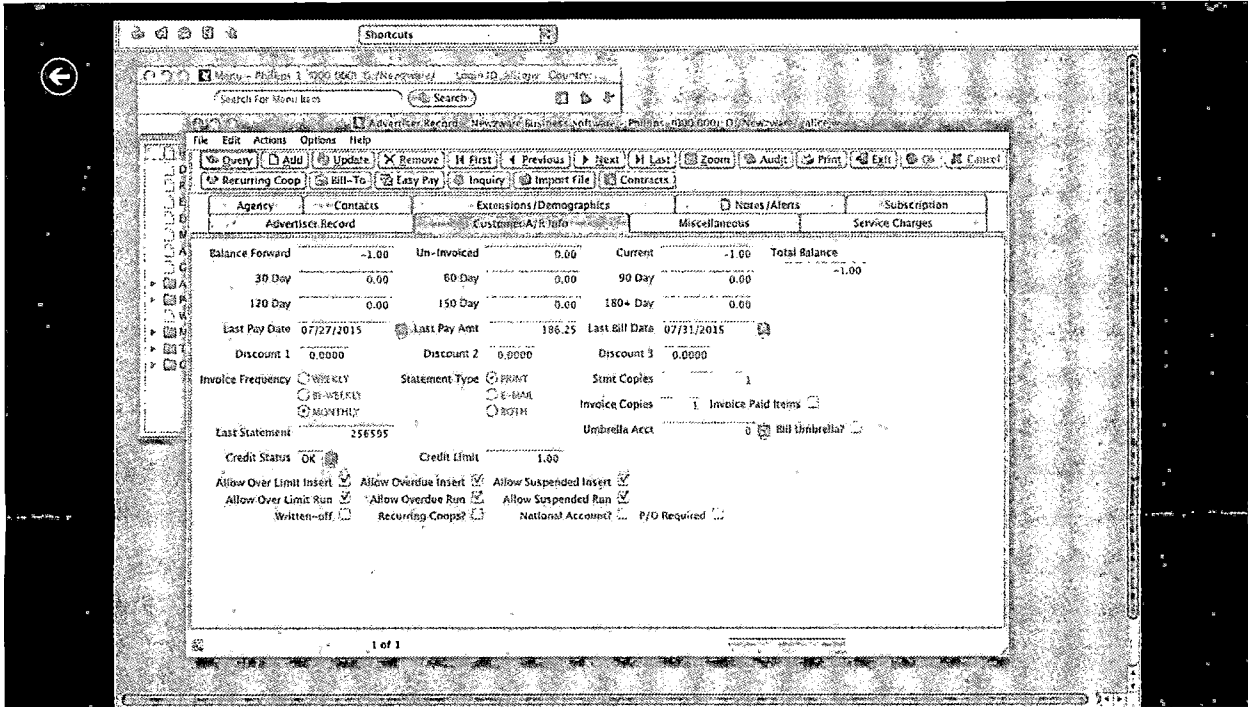 Shortcuts
Menu - Phillips 1
Search For Menu Item Search
Advertiser Record Newzware Business Software
File Edit Actions Options Help
Query Add Update Remove First Previous Next Last Zoom Audit Print Exit Ok Cancel
Recurring Coop Bill-To Easy Pay Inquiry Import File Contracts
Agency Contacts Extensions/Demographics Notes/Alerts Subscription
Advertiser Record Customer A/R Info Miscellaneous Service Charges
Balance Forward -1.00 Un-Invoiced 0.00 Current -1.00 Total Balance
-1.00
30 Day 0.00 60 Day 0.00 90 Day 0.00
120 Day 0.00 150 Day 0.00 180+ Day 0.00
Last Pay Date 07/27/2015 Last Pay Amt 186.25 Last Bill Date 07/31/2015
Discount 1 0.0000 Discount 2 0.0000 Discount 3 0.0000
Invoice Frequency WEEKLY Statement Type PRINT Stmt Copies 1
BI-WEEKLY E-MAIL
Invoice Copies 1 Invoice Paid Items
MONTHLY BOTH
Last Statement 256595 Umbrella Acct 0 Bill Umbrella?
Credit Status OK Credit Limit 1.00
Allow Over Limit Insert Allow Overdue Insert Allow Suspended Insert
Allow Over Limit Run Allow Overdue Run Allow Suspended Run
Written-off Recurring Coops? National Account? P/O Required
1 of 1